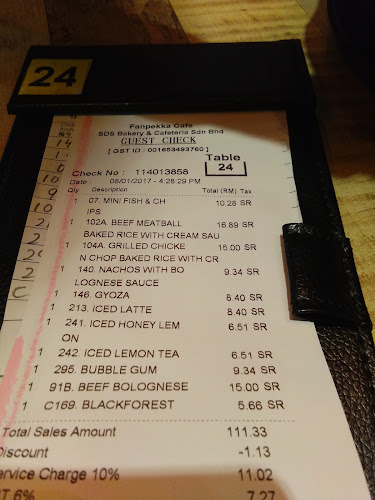 24
Fanpekka Cafe
SDS Bakery & Cafeteria Sdn Bhd
GUEST CHECK
[ GST ID : 001653493760 ]
Table
24
Check No : 114013858
Date : 08/01/2017 - 4:28:29 PM
Qty Description Total (RM) Tax
1 07. MINI FISH & CH 10.28 SR
IPS
1 102A. BEEF MEATBALL 16.89 SR
BAKED RICE WITH CREAM SAU
1 104A. GRILLED CHICKE 15.00 SR
N CHOP BAKED RICE WITH CR
1 140. NACHOS WITH BO 9.34 SR
LOGNESE SAUCE
1 146. GYOZA 8.40 SR
1 213. ICED LATTE 8.40 SR
1 241. ICED HONEY LEM 6.51 SR
ON
1 242. ICED LEMON TEA 6.51 SR
1 295. BUBBLE GUM 9.34 SR
1 91B. BEEF BOLOGNESE 15.00 SR
1 C169. BLACKFOREST 5.66 SR
Total Sales Amount 111.33
Discount -1.13
ervice Charge 10% 11.02
ST 6% 7.27